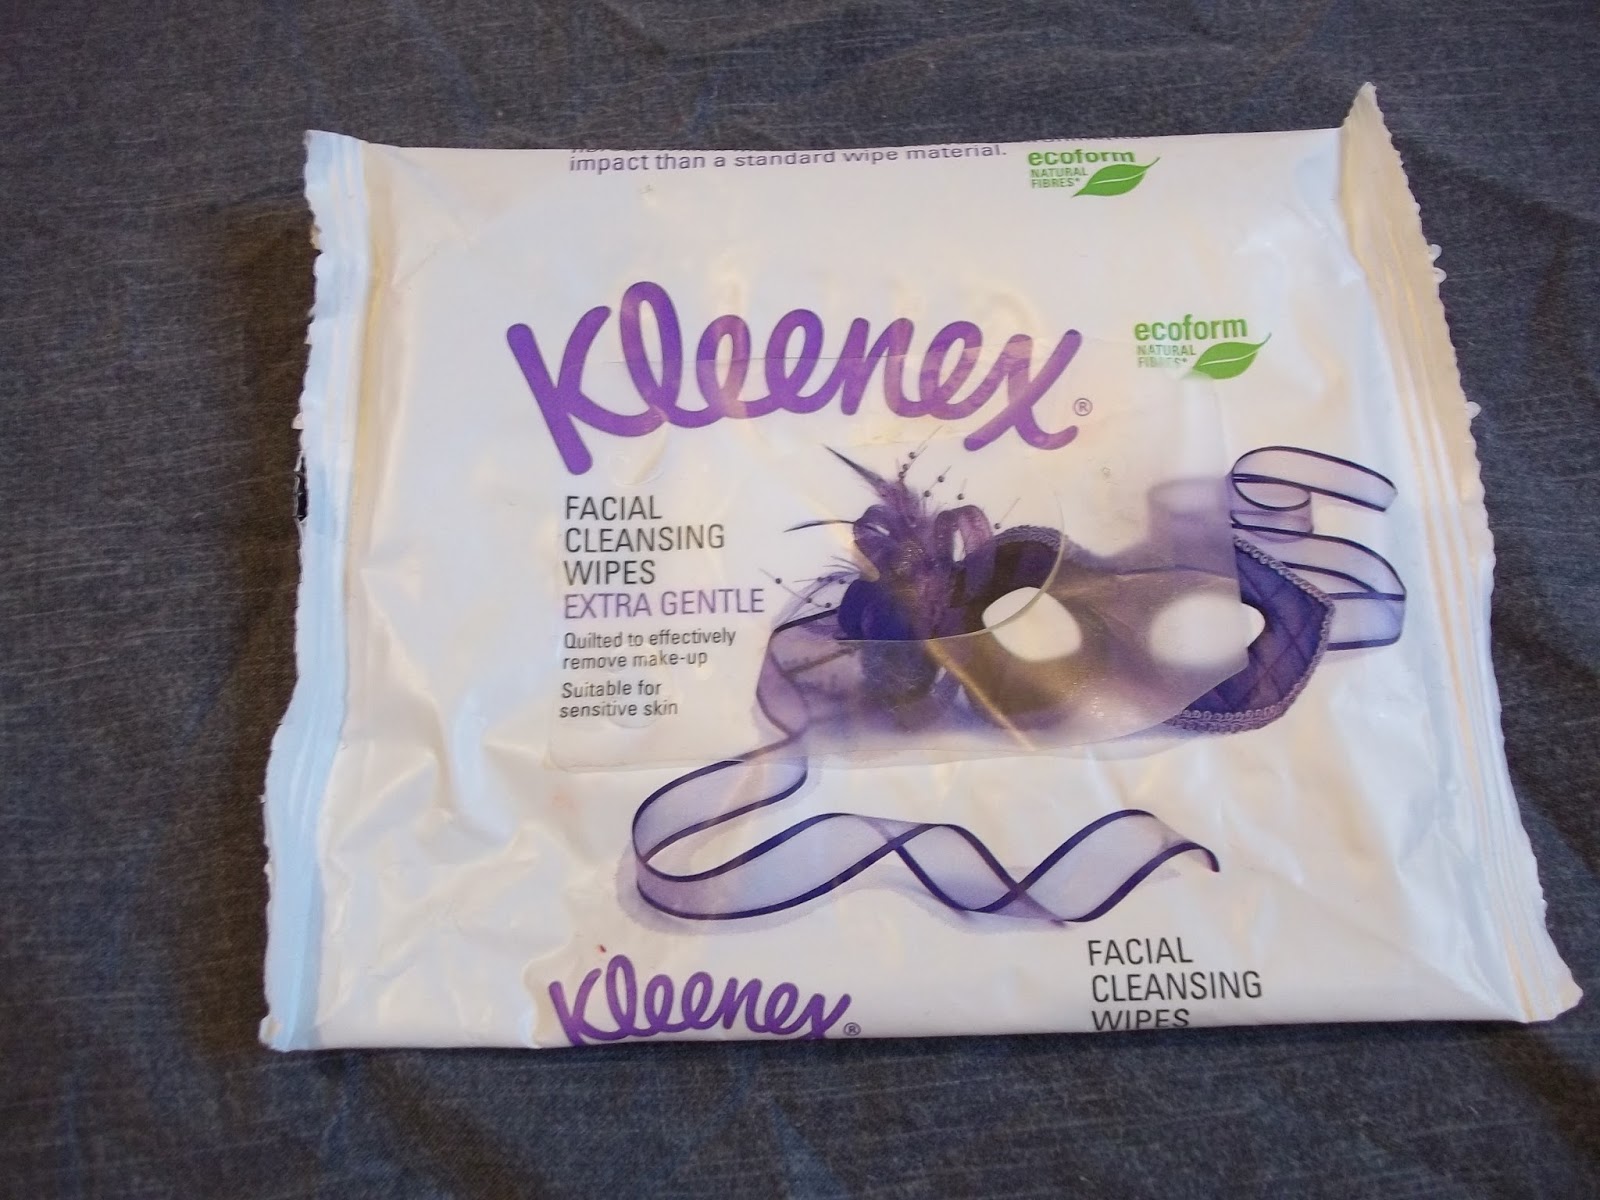 impact than a standard wipe material.
ecoform
NATURAL
FIBRES*
Kleenex®
ecoform
NATURAL
FIBRES*
FACIAL
CLEANSING
WIPES
EXTRA GENTLE
Quilted to effectively
remove make-up
Suitable for
sensitive skin
Kleenex®
FACIAL
CLEANSING
WIPES